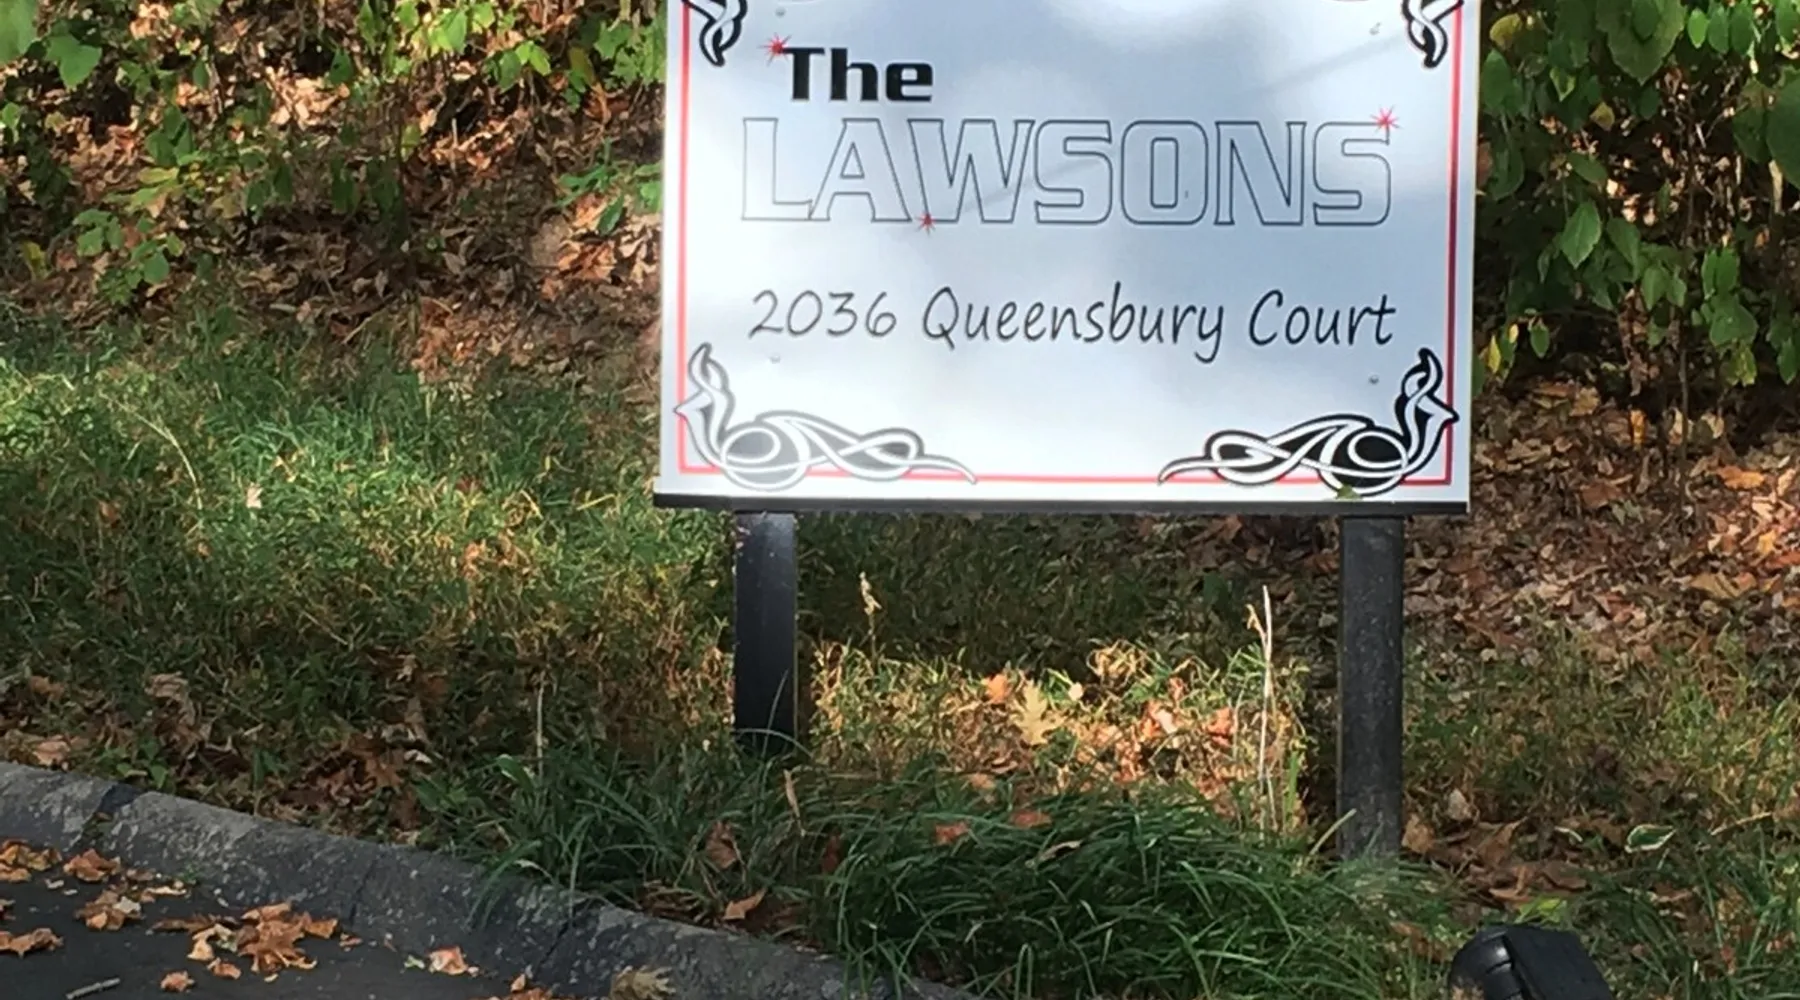 The
LAWSONS
2036 Queensbury Court